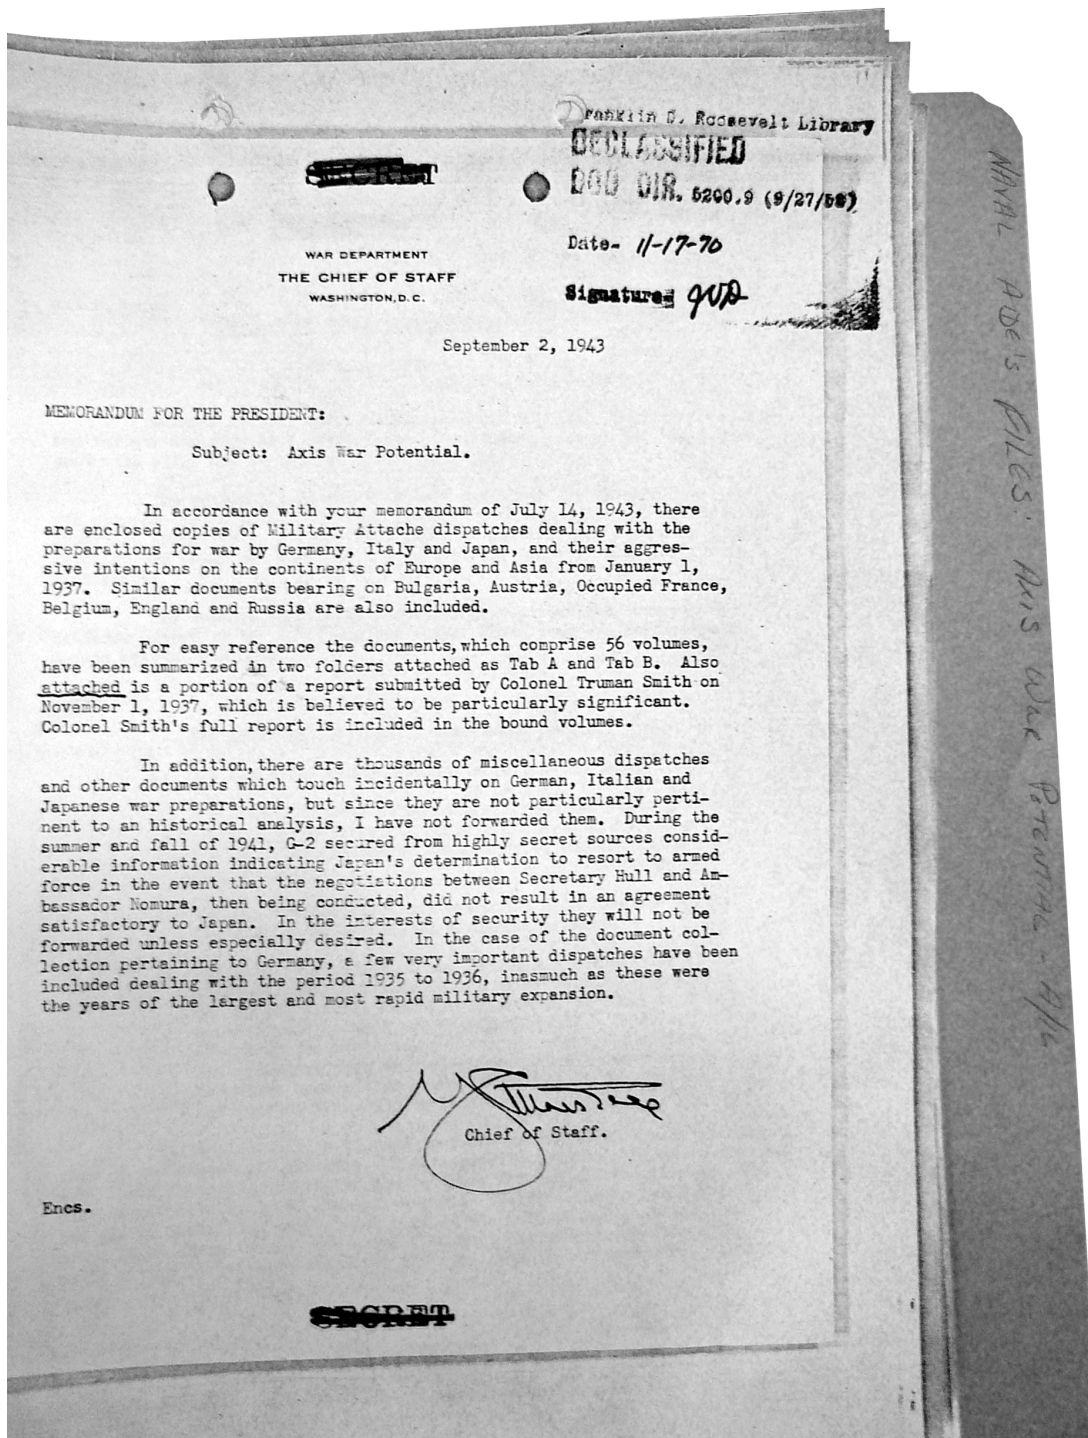 Franklin D. Roosevelt Library
DECLASSIFIED
DOD DIR. 5200.9 (9/27/58)
Date- 11-17-70
Signature-
SECRET
WAR DEPARTMENT
THE CHIEF OF STAFF
WASHINGTON, D.C.
September 2, 1943
MEMORANDUM FOR THE PRESIDENT:
Subject: Axis War Potential.
In accordance with your memorandum of July 14, 1943, there
are enclosed copies of Military Attache dispatches dealing with the
preparations for war by Germany, Italy and Japan, and their aggres-
sive intentions on the continents of Europe and Asia from January 1,
1937. Similar documents bearing on Bulgaria, Austria, Occupied France,
Belgium, England and Russia are also included.
For easy reference the documents, which comprise 56 volumes,
have been summarized in two folders attached as Tab A and Tab B. Also
attached is a portion of a report submitted by Colonel Truman Smith on
November 1, 1937, which is believed to be particularly significant.
Colonel Smith's full report is included in the bound volumes.
In addition, there are thousands of miscellaneous dispatches
and other documents which touch incidentally on German, Italian and
Japanese war preparations, but since they are not particularly perti-
nent to an historical analysis, I have not forwarded them. During the
summer and fall of 1941, G-2 secured from highly secret sources consid-
erable information indicating Japan's determination to resort to armed
force in the event that the negotiations between Secretary Hull and Am-
bassador Nomura, then being conducted, did not result in an agreement
satisfactory to Japan. In the interests of security they will not be
forwarded unless especially desired. In the case of the document col-
lection pertaining to Germany, a few very important dispatches have been
included dealing with the period 1935 to 1936, inasmuch as these were
the years of the largest and most rapid military expansion.
Chief of Staff.
Encs.
SECRET
NAVAL AIDE'S FILES: AXIS WAR POTENTIAL - A/16